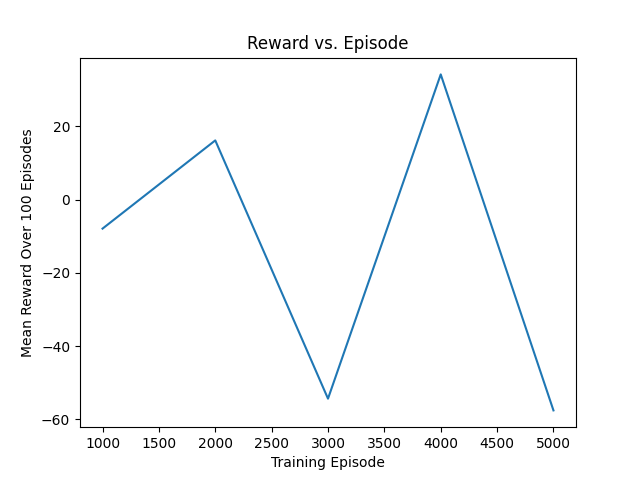 Reward vs. Episode
Mean Reward Over 100 Episodes
20
0
−20
−40
−60
1000 1500 2000 2500 3000 3500 4000 4500 5000
Training Episode